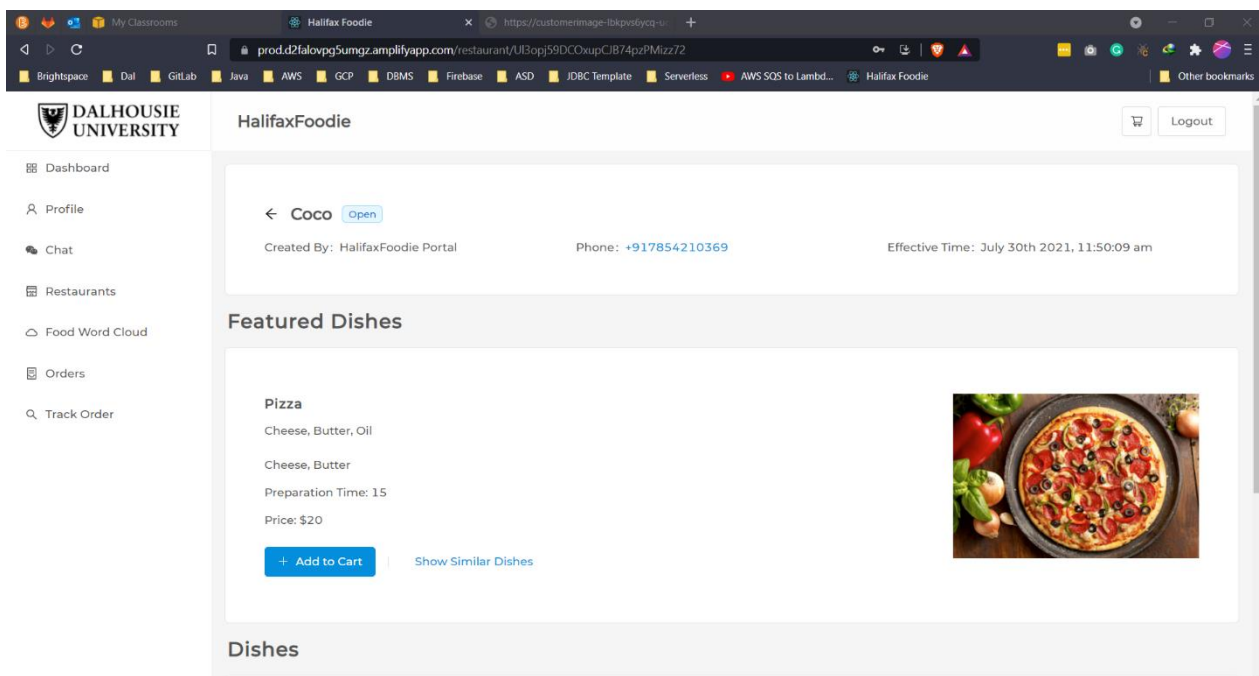 My Classrooms
Halifax Foodie
https://customerimage-lbkpvs6ycq-u
prod.d2falovpg5umgz.amplifyapp.com/restaurant/UI3opj59DCOxupCJB74pzPMizz72
Brightspace Dal GitLab Java AWS GCP DBMS Firebase ASD JDBC Template Serverless AWS SQS to Lambd... Halifax Foodie Other bookmarks
DALHOUSIE
UNIVERSITY
HalifaxFoodie
Logout
Dashboard
Profile
Chat
Restaurants
Food Word Cloud
Orders
Track Order
← Coco Open
Created By: HalifaxFoodie Portal Phone: +917854210369 Effective Time: July 30th 2021, 11:50:09 am
Featured Dishes
Pizza
Cheese, Butter, Oil
Cheese, Butter
Preparation Time: 15
Price: $20
+ Add to Cart Show Similar Dishes
Dishes